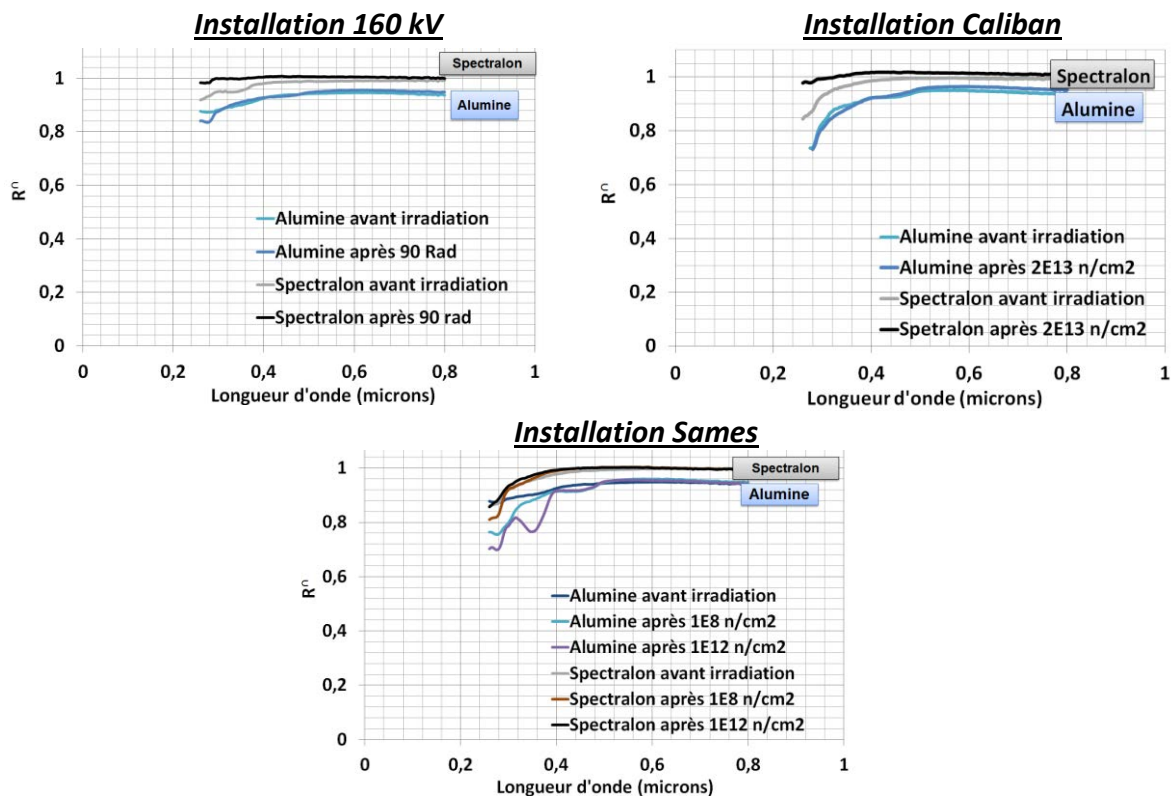 Installation 160 kV
1
0,8
0,6
0,4
0,2
0
R∩
Spectralon
Alumine
Alumine avant irradiation
Alumine après 90 Rad
Spectralon avant irradiation
Spectralon après 90 rad
0 0,2 0,4 0,6 0,8 1
Longueur d'onde (microns)
Installation Caliban
1
0,8
0,6
0,4
0,2
0
R∩
Spectralon
Alumine
Alumine avant irradiation
Alumine après 2E13 n/cm2
Spectralon avant irradiation
Spetralon après 2E13 n/cm2
0 0,2 0,4 0,6 0,8 1
Longueur d'onde (microns)
Installation Sames
1
0,8
0,6
0,4
0,2
0
R∩
Spectralon
Alumine
Alumine avant irradiation
Alumine après 1E8 n/cm2
Alumine après 1E12 n/cm2
Spectralon avant irradiation
Spectralon après 1E8 n/cm2
Spectralon après 1E12 n/cm2
0 0,2 0,4 0,6 0,8 1
Longueur d'onde (microns)